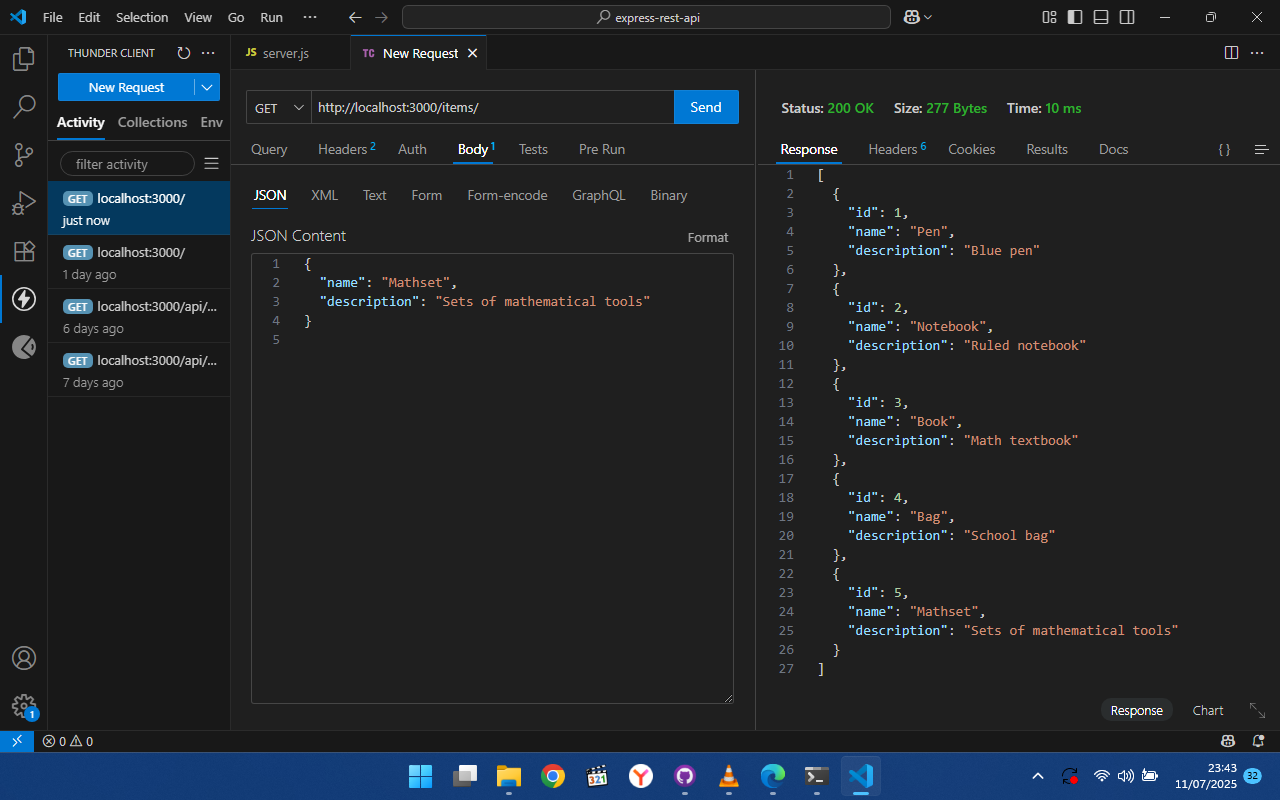 File Edit Selection View Go Run ··· express-rest-api
THUNDER CLIENT ···
New Request
Activity Collections Env
filter activity
GET localhost:3000/
just now
GET localhost:3000/
1 day ago
GET localhost:3000/api/...
6 days ago
GET localhost:3000/api/...
7 days ago
1
JS server.js TC New Request
GET http://localhost:3000/items/ Send
Query Headers 2 Auth Body 1 Tests Pre Run
JSON XML Text Form Form-encode GraphQL Binary
JSON Content Format
1 {
2 "name": "Mathset",
3 "description": "Sets of mathematical tools"
4 }
5
Status: 200 OK Size: 277 Bytes Time: 10 ms
Response Headers 6 Cookies Results Docs { }
1 [
2 {
3 "id": 1,
4 "name": "Pen",
5 "description": "Blue pen"
6 },
7 {
8 "id": 2,
9 "name": "Notebook",
10 "description": "Ruled notebook"
11 },
12 {
13 "id": 3,
14 "name": "Book",
15 "description": "Math textbook"
16 },
17 {
18 "id": 4,
19 "name": "Bag",
20 "description": "School bag"
21 },
22 {
23 "id": 5,
24 "name": "Mathset",
25 "description": "Sets of mathematical tools"
26 }
27 ]
Response Chart
0 0
321
23:43
11/07/2025 32